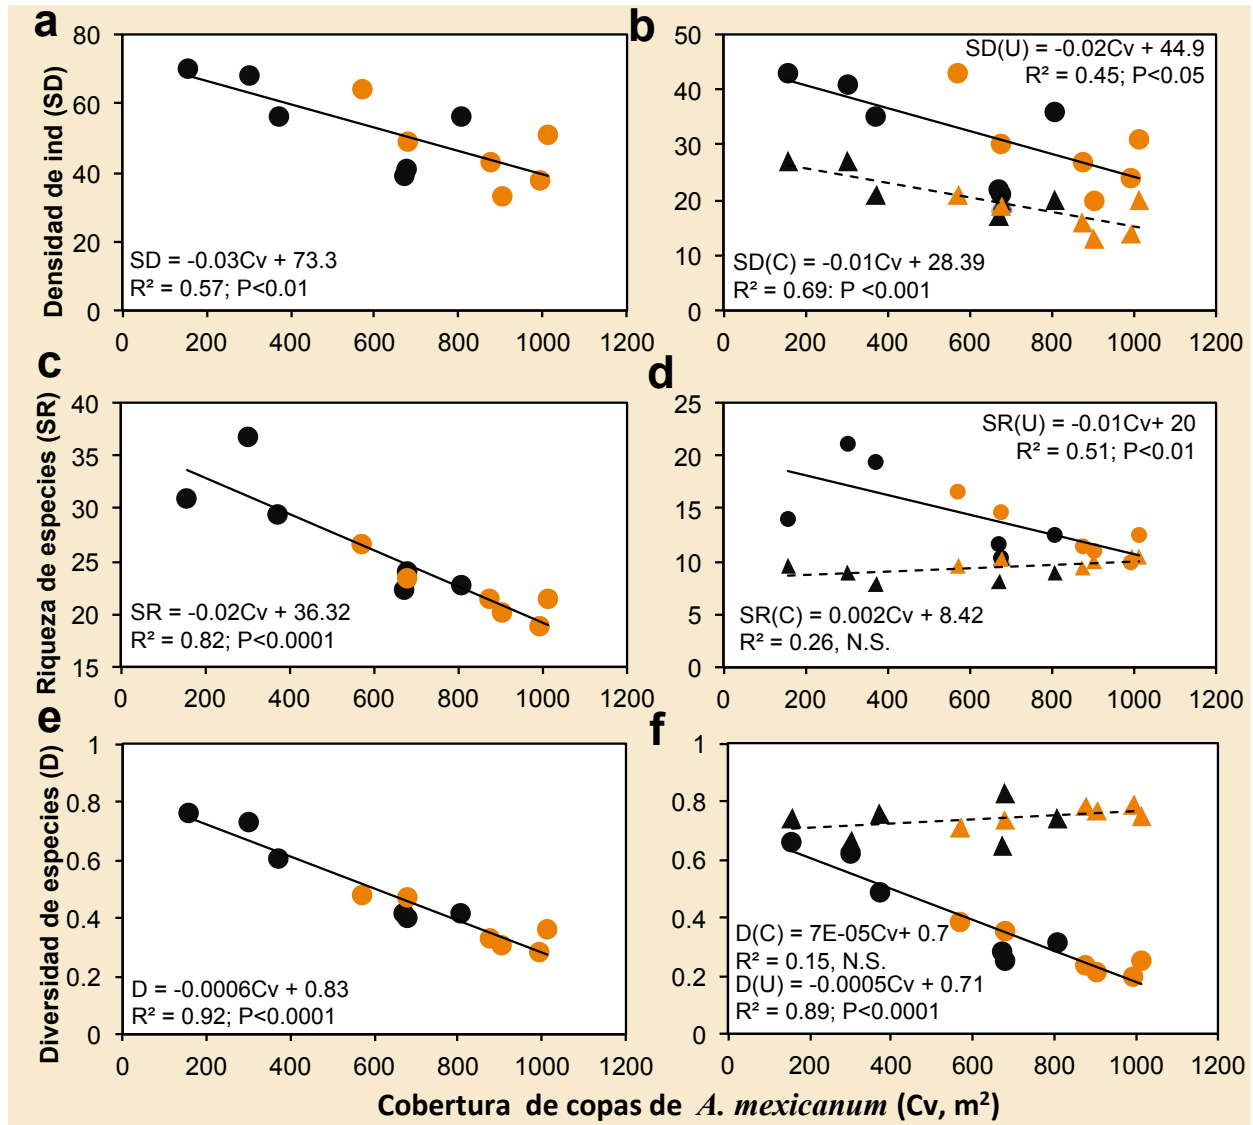 a
Densidad de ind (SD)
80
60
40
20
0
SD = -0.03Cv + 73.3
R² = 0.57; P<0.01
0 200 400 600 800 1000 1200
b
50
40
30
20
10
0
SD(U) = -0.02Cv + 44.9
R² = 0.45; P<0.05
SD(C) = -0.01Cv + 28.39
R² = 0.69: P <0.001
0 200 400 600 800 1000 1200
c
Riqueza de especies (SR)
40
35
30
25
20
15
SR = -0.02Cv + 36.32
R² = 0.82; P<0.0001
0 200 400 600 800 1000 1200
d
25
20
15
10
5
0
SR(U) = -0.01Cv+ 20
R² = 0.51; P<0.01
SR(C) = 0.002Cv + 8.42
R² = 0.26, N.S.
0 200 400 600 800 1000 1200
e
Diversidad de especies (D)
1
0.8
0.6
0.4
0.2
0
D = -0.0006Cv + 0.83
R² = 0.92; P<0.0001
0 200 400 600 800 1000 1200
f
1
0.8
0.6
0.4
0.2
0
D(C) = 7E-05Cv+ 0.7
R² = 0.15, N.S.
D(U) = -0.0005Cv + 0.71
R² = 0.89; P<0.0001
0 200 400 600 800 1000 1200
Cobertura de copas de A. mexicanum (Cv, m²)